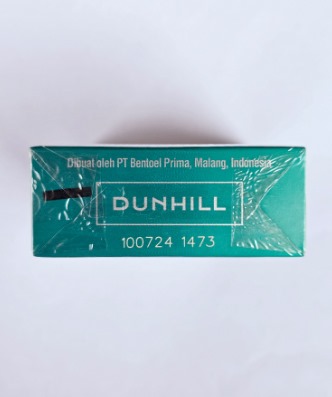 Dibuat oleh PT Bentoel Prima, Malang, Indonesia
DUNHILL
100724 1473